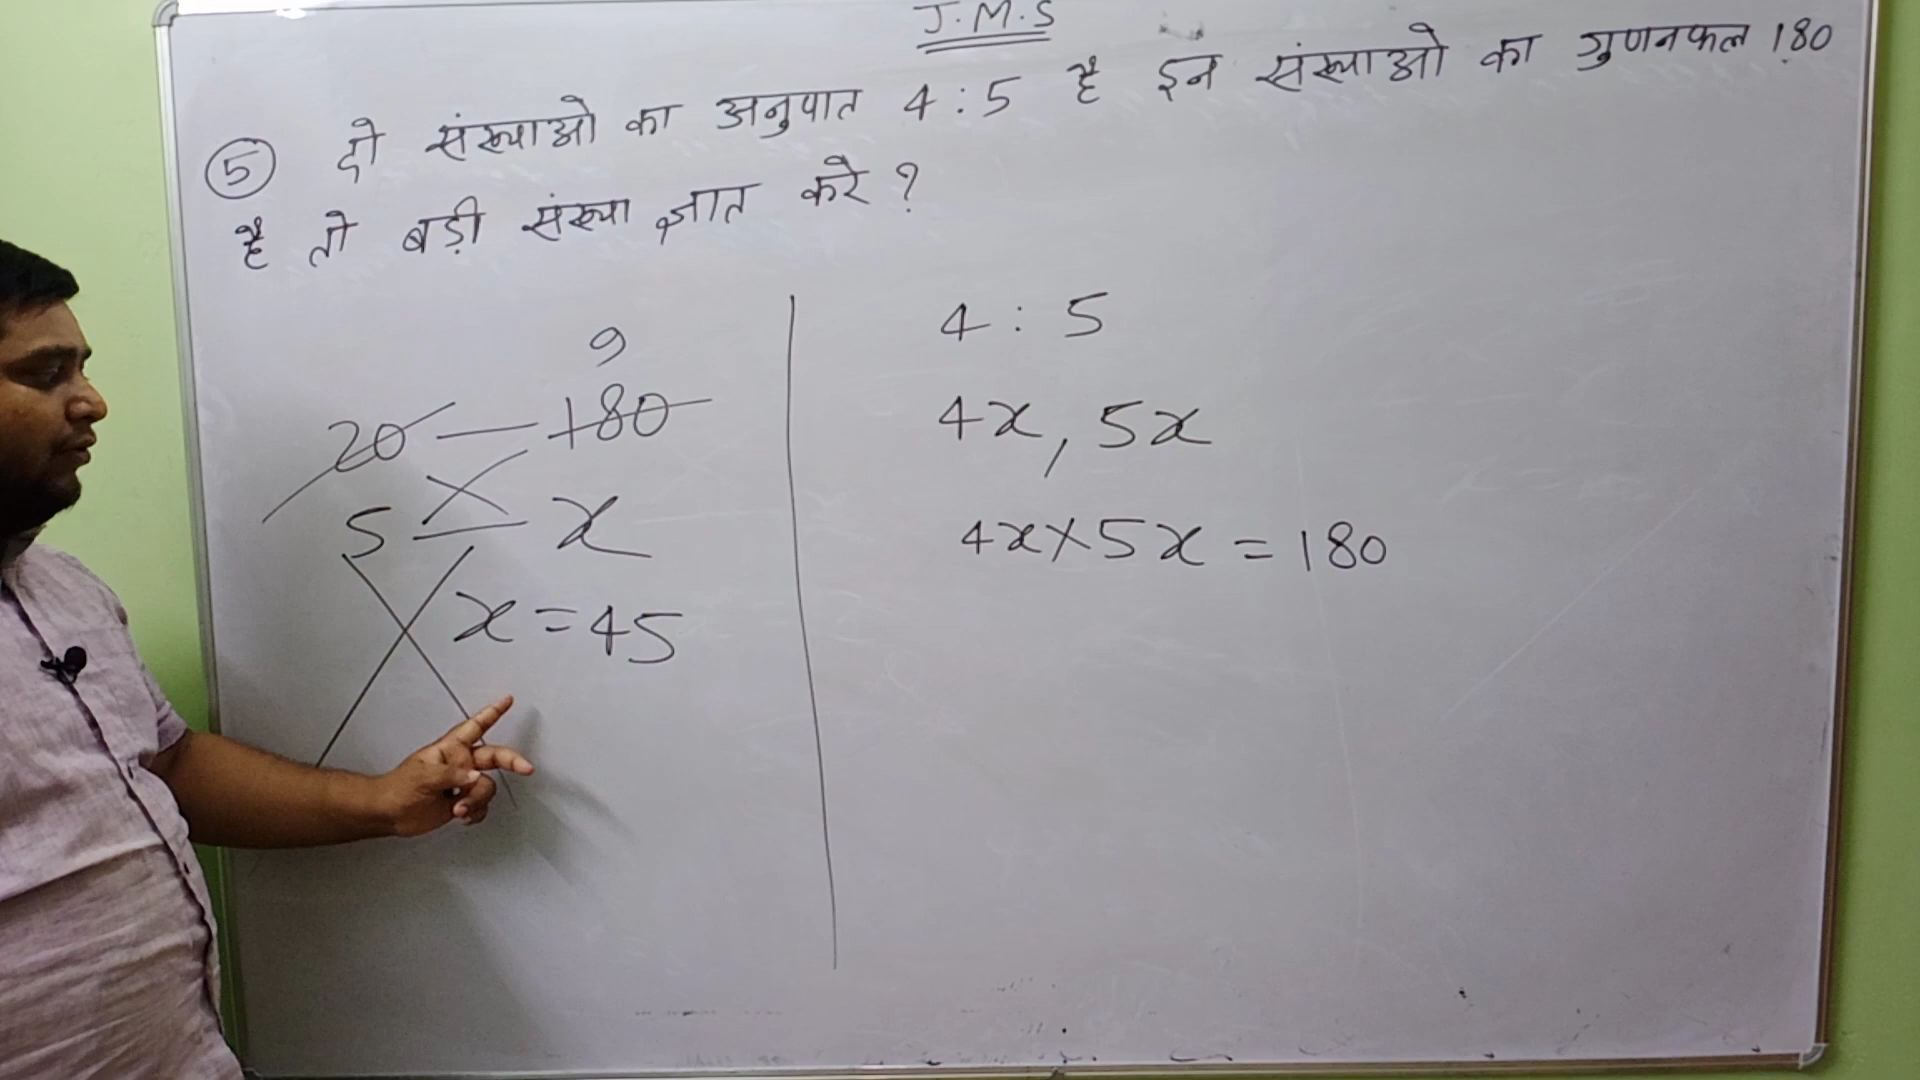 J.M.S
⑤ दो संख्याओ का अनुपात 4:5 है इन संख्याओ का गुणनफल 180
है तो बड़ी संख्या ज्ञात करे ?
9
20 — 180
5 — x
x = 45
4 : 5
4x, 5x
4x×5x = 180